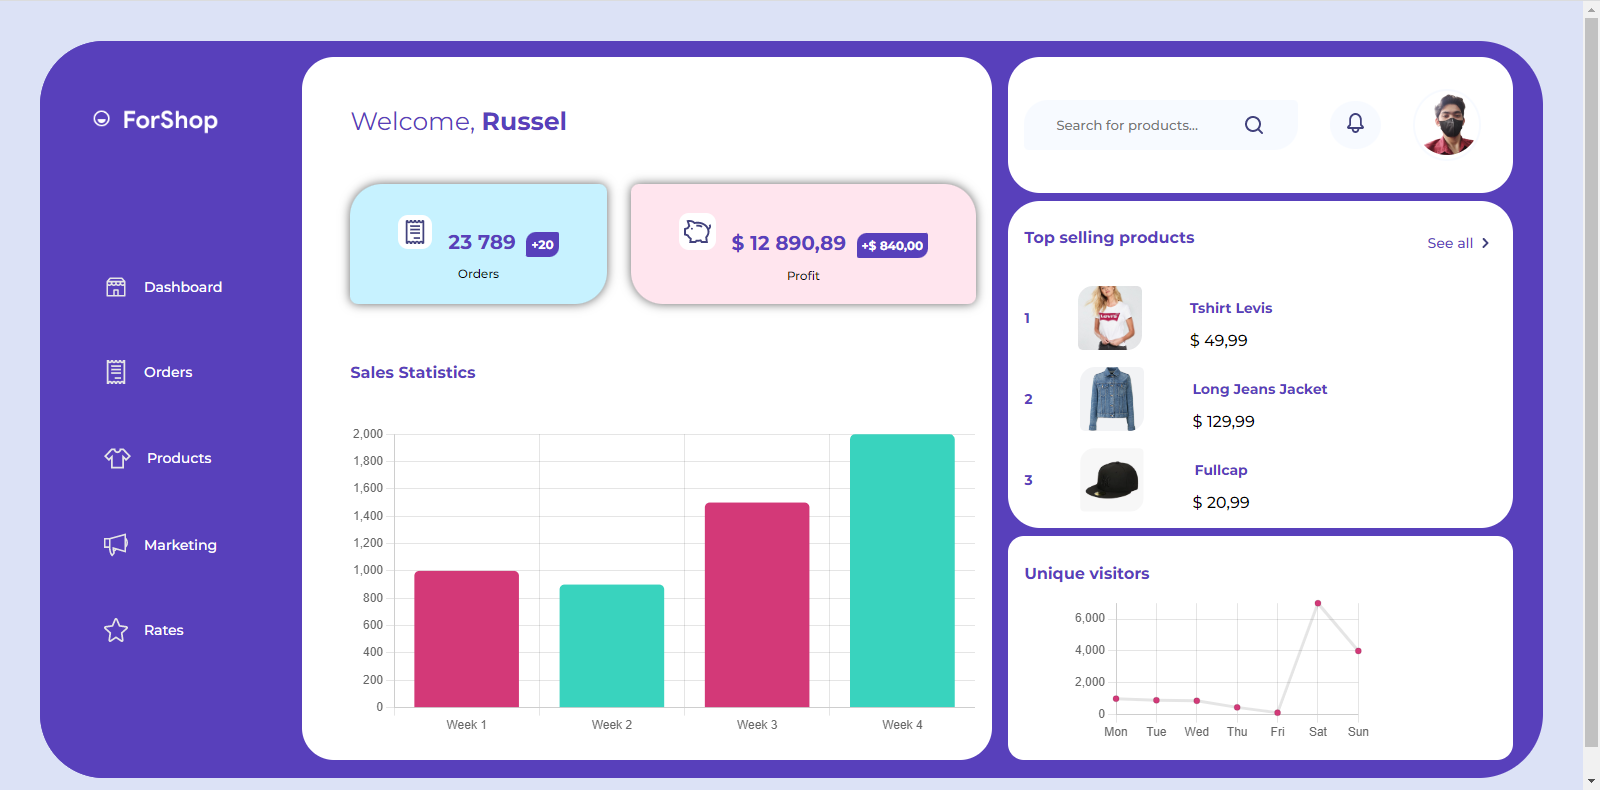 ForShop
Dashboard
Orders
Products
Marketing
Rates
Welcome, Russel
23 789 +20
Orders
$ 12 890,89 +$ 840,00
Profit
Sales Statistics
2,000
1,800
1,600
1,400
1,200
1,000
800
600
400
200
0
Week 1 Week 2 Week 3 Week 4
Search for products...
Top selling products
See all
1
Tshirt Levis
$ 49,99
2
Long Jeans Jacket
$ 129,99
3
Fullcap
$ 20,99
Unique visitors
6,000
4,000
2,000
0
Mon Tue Wed Thu Fri Sat Sun